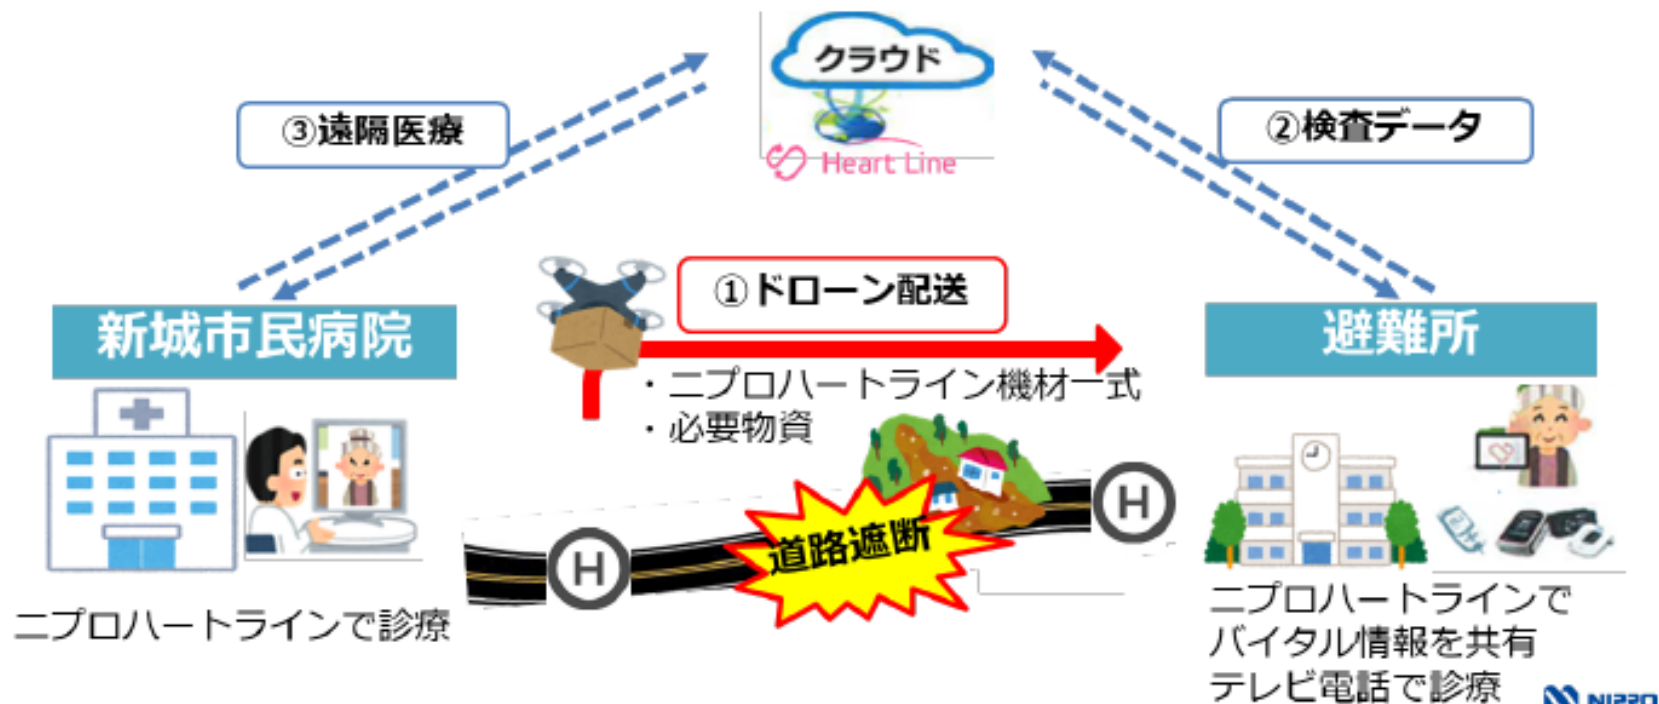 クラウド
Heart Line
③遠隔医療
②検査データ
①ドローン配送
新城市民病院
避難所
・ニプロハートライン機材一式
・必要物資
道路遮断
H
H
ニプロハートラインで診療
ニプロハートラインで
バイタル情報を共有
テレビ電話で診療
NIPRO